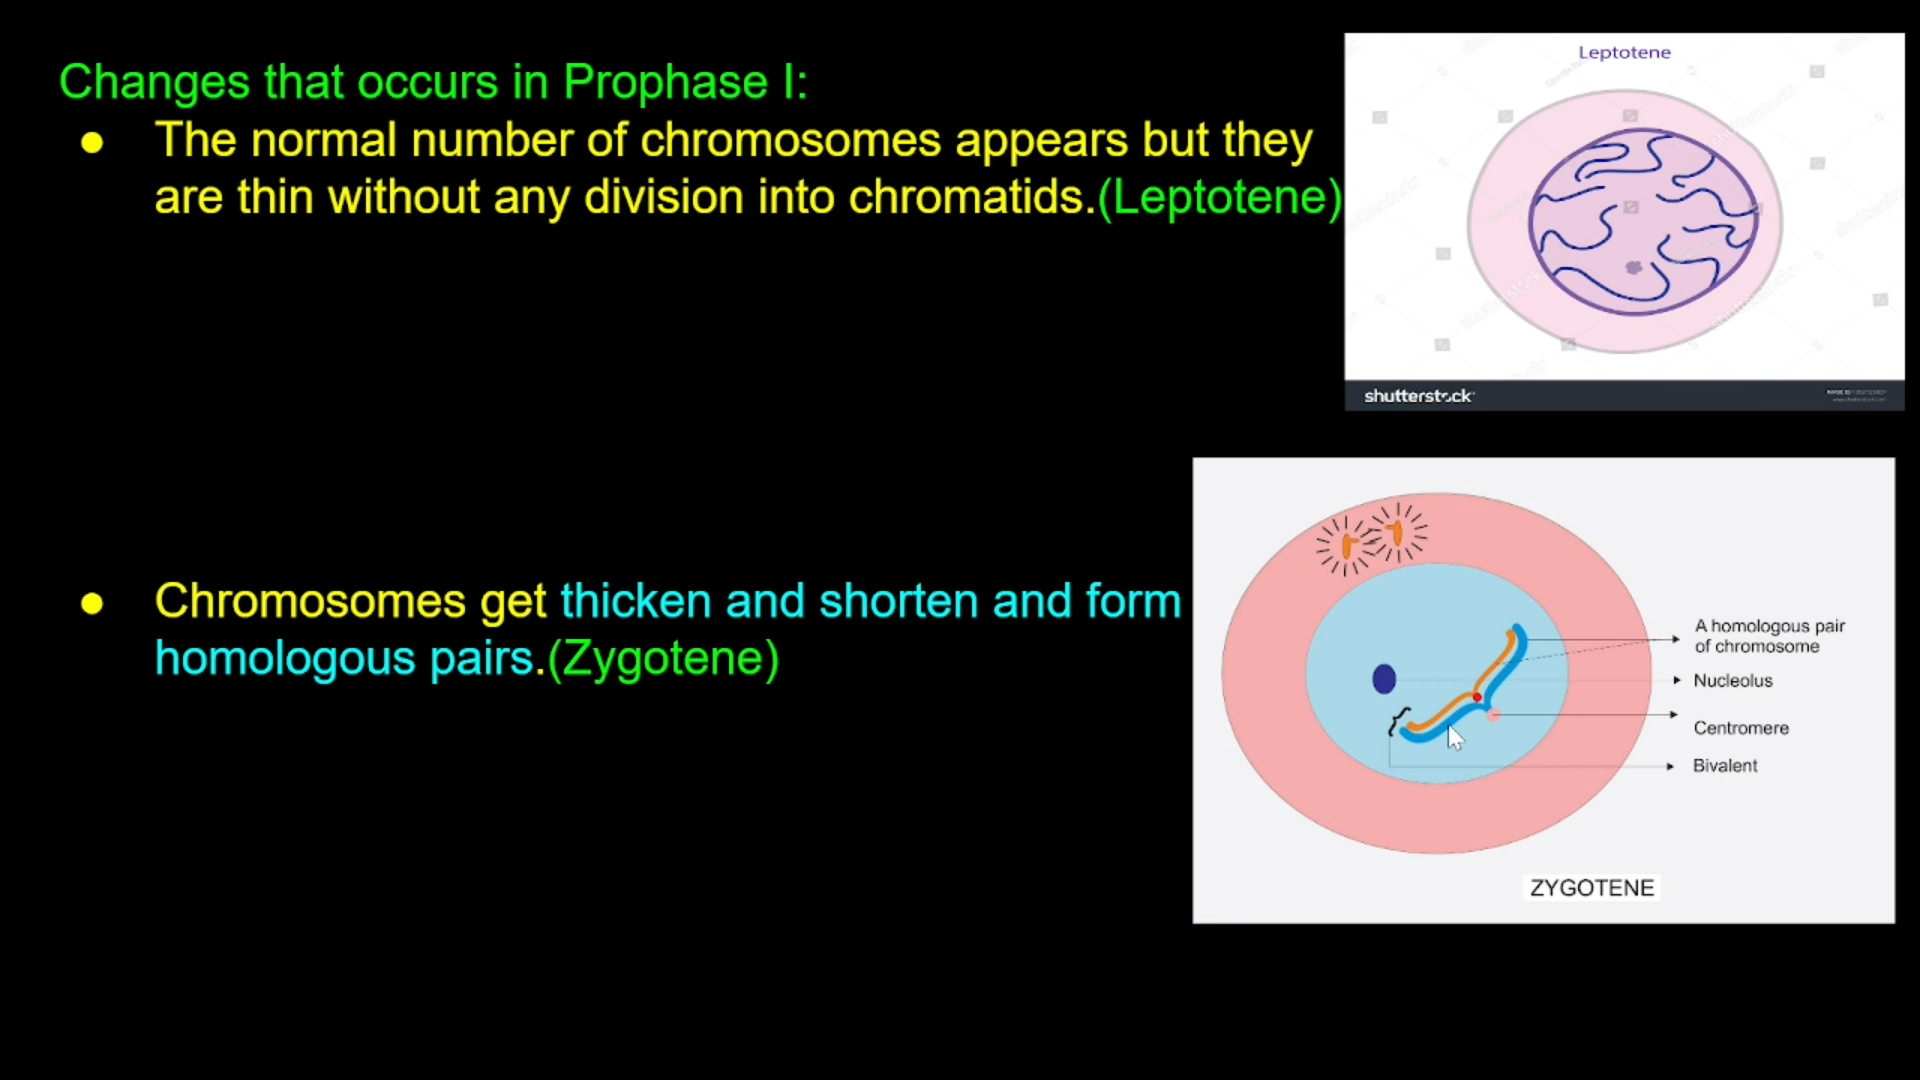 Changes that occurs in Prophase I:
● The normal number of chromosomes appears but they
are thin without any division into chromatids.(Leptotene)
Leptotene
shutterstock
● Chromosomes get thicken and shorten and form
homologous pairs.(Zygotene)
A homologous pair
of chromosome
Nucleolus
Centromere
Bivalent
ZYGOTENE